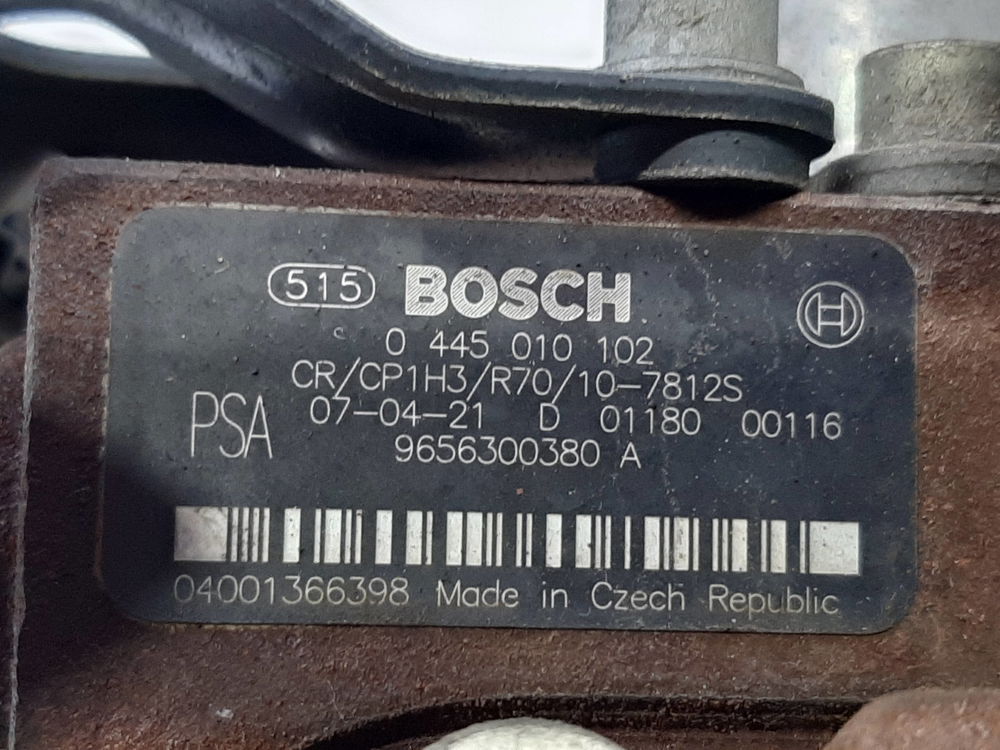 515 BOSCH
0 445 010 102
CR/CP1H3/R70/10-7812S
PSA 07-04-21 D 01180 00116
9656300380 A
04001366398 Made in Czech Republic